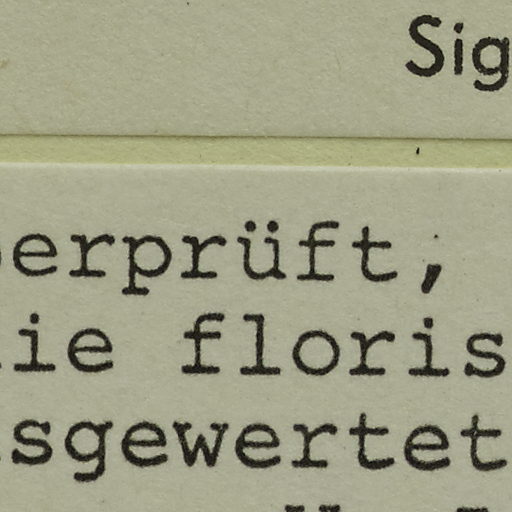 Sig
erprüft,
ie floris
sgewertet